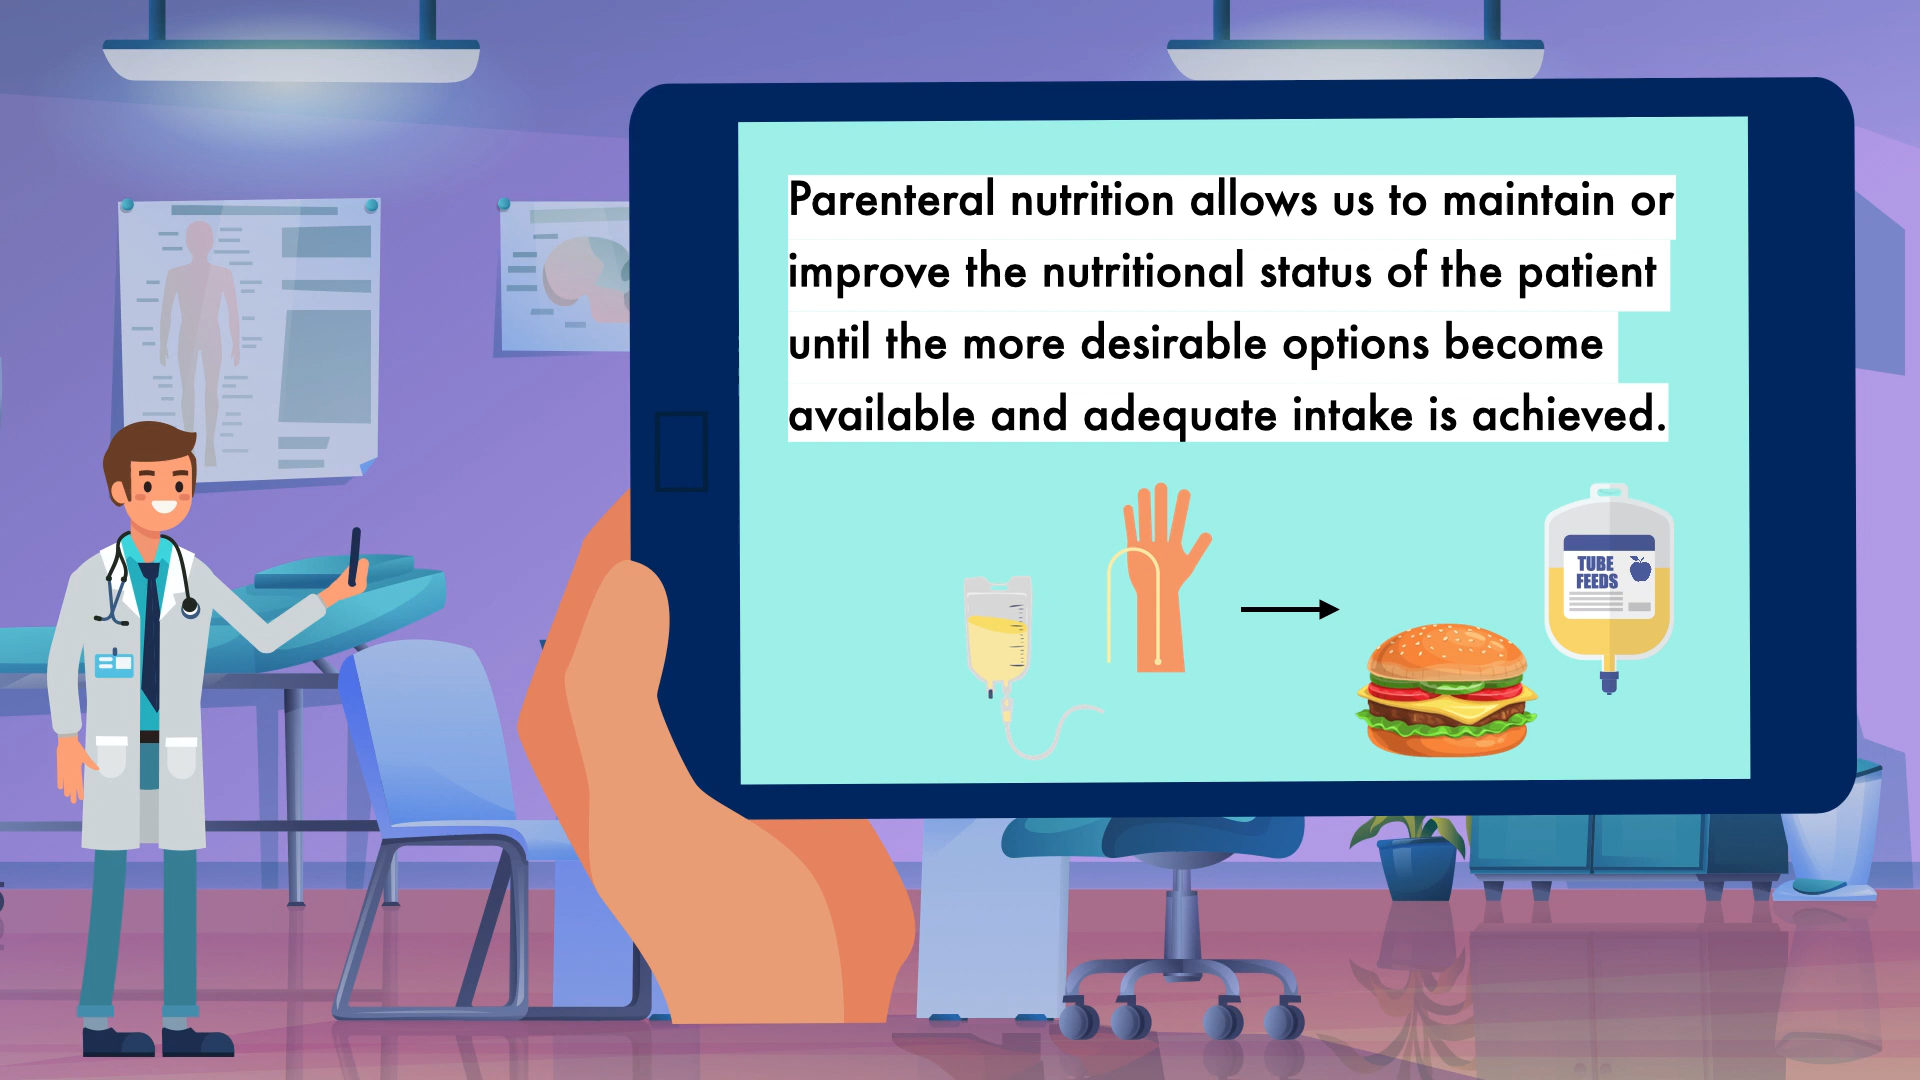 Parenteral nutrition allows us to maintain or
improve the nutritional status of the patient
until the more desirable options become
available and adequate intake is achieved.
TUBE
FEEDS